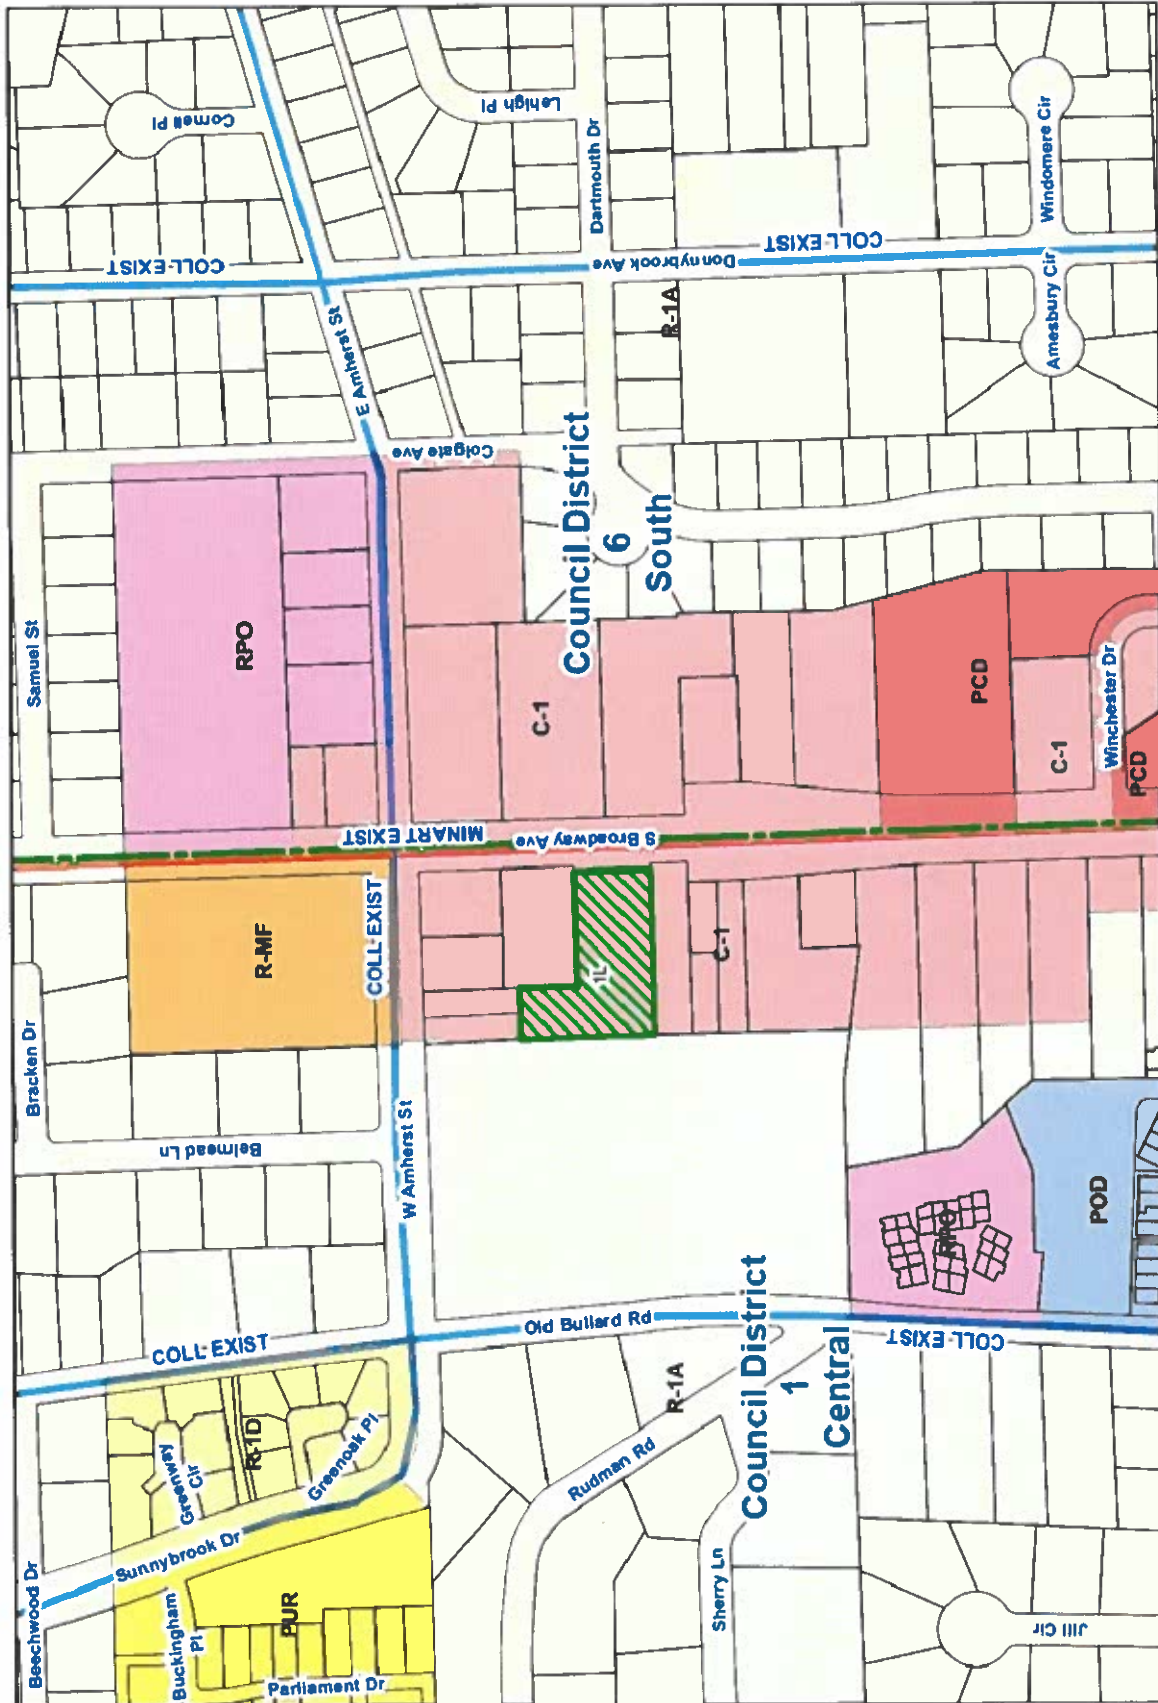 Beechwood Dr
Sunnybrook Dr
Buckingham
Pl
Parliament Dr
PUR
Greenway
Cir
R-1D
Greenoak Pl
COLL-EXIST
Bracken Dr
Belmead Ln
W Amherst St
COLL-EXIST
R-MF
Samuel St
RPO
MINART EXIST
S Broadway Ave
E Amherst St
Colgate Ave
COLL-EXIST
Cornell Pl
Lehigh Pl
Dartmouth Dr
Donnybrook Ave
COLL-EXIST
R-1A
Windomere Cir
Amesbury Cir
Council District
6
South
C-1
PCD
C-1
Winchester Dr
PCD
C-1
Old Bullard Rd
Council District
1
Central
R-1A
Rudman Rd
Sherry Ln
Jill Cir
COLL-EXIST
RPO
POD